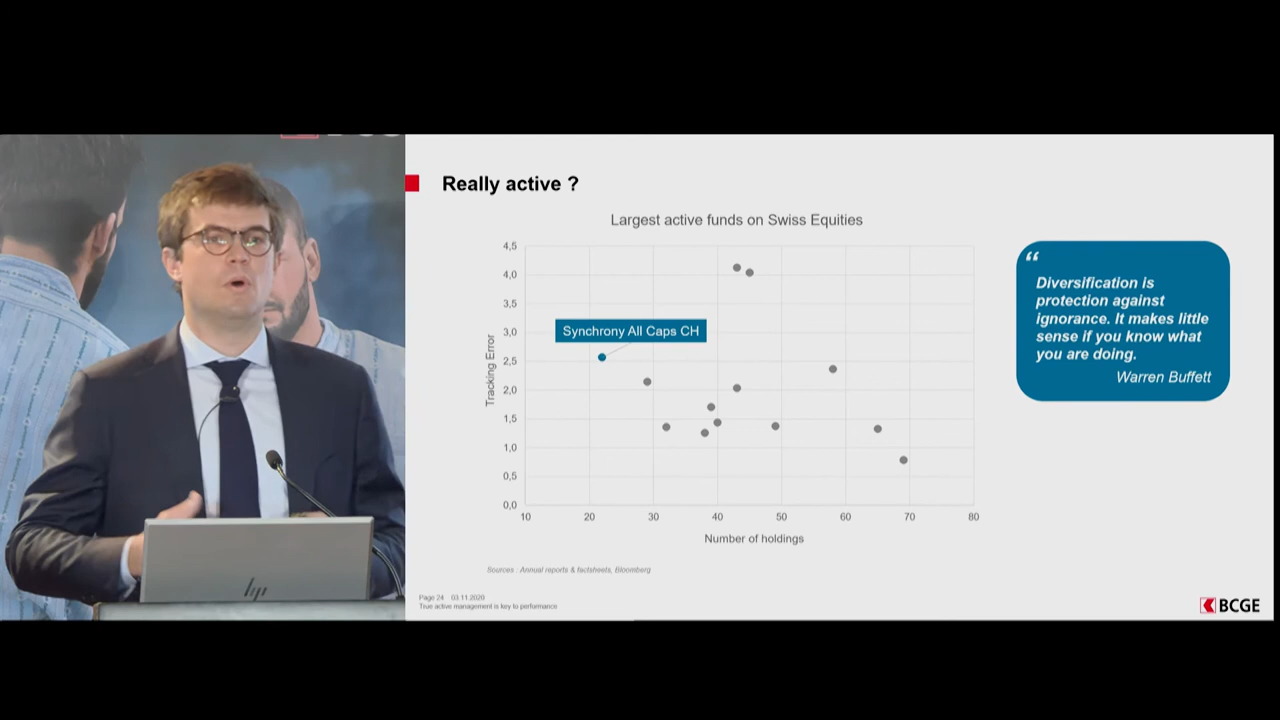 Really active ?
Largest active funds on Swiss Equities
4,5
4,0
3,5
3,0
2,5
2,0
1,5
1,0
0,5
0,0
Tracking Error
Synchrony All Caps CH
10 20 30 40 50 60 70 80
Number of holdings
“
Diversification is
protection against
ignorance. It makes little
sense if you know what
you are doing.
Warren Buffett
Sources : Annual reports & factsheets, Bloomberg
Page 24 03.11.2020
True active management is key to performance
BCGE
hp